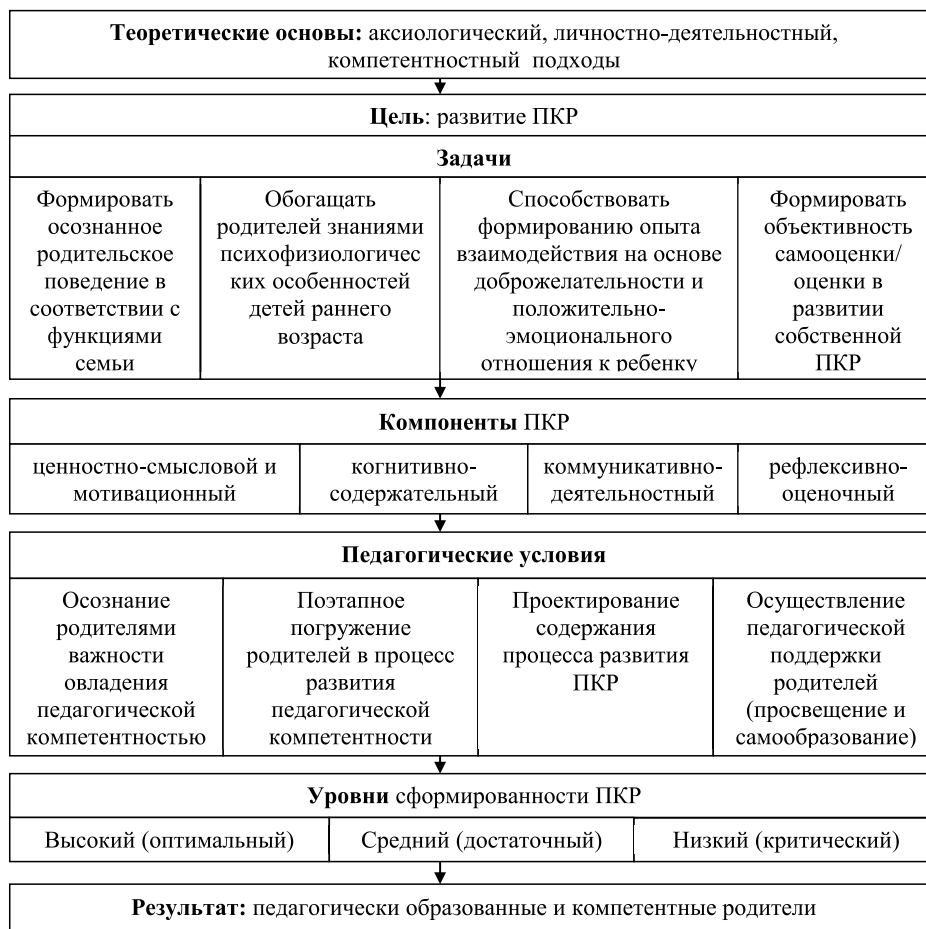 Теоретические основы: аксиологический, личностно-деятельностный,
компетентностный подходы
Цель: развитие ПКР
Задачи
Формировать
осознанное
родительское
поведение в
соответствии с
функциями
семьи
Обогащать
родителей знаниями
психофизиологичес
ких особенностей
детей раннего
возраста
Способствовать
формированию опыта
взаимодействия на основе
доброжелательности и
положительно-
эмоционального
отношения к ребенку
Формировать
объективность
самооценки/
оценки в
развитии
собственной
ПКР
Компоненты ПКР
ценностно-смысловой и
мотивационный
когнитивно-
содержательный
коммуникативно-
деятельностный
рефлексивно-
оценочный
Педагогические условия
Осознание
родителями
важности
овладения
педагогической
компетентностью
Поэтапное
погружение
родителей в процесс
развития
педагогической
компетентности
Проектирование
содержания
процесса развития
ПКР
Осуществление
педагогической
поддержки
родителей
(просвещение и
самообразование)
Уровни сформированности ПКР
Высокий (оптимальный)
Средний (достаточный)
Низкий (критический)
Результат: педагогически образованные и компетентные родители